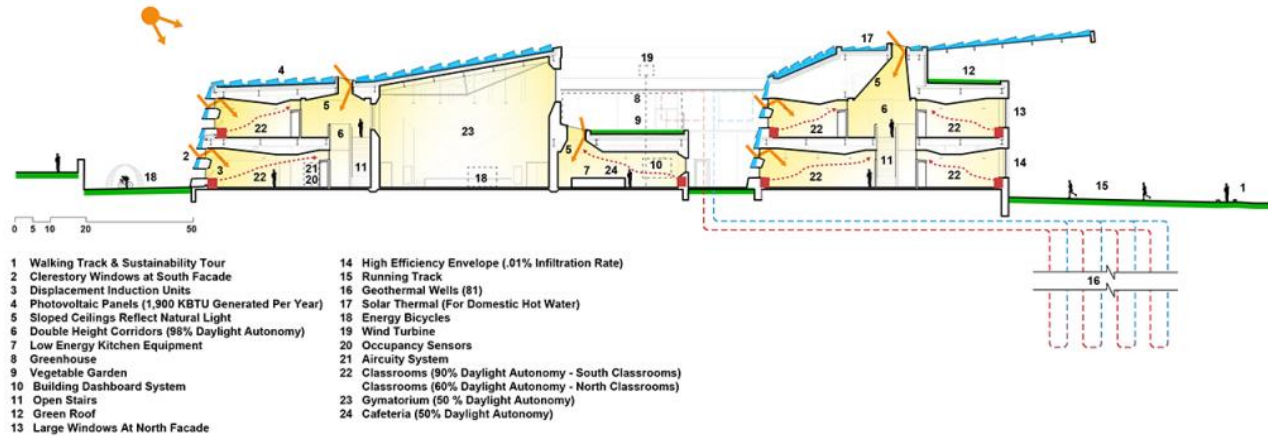 4
17
19
12
5
5
8
22
22
13
6
6
22
23
9
2
11
5
11
14
18
3
22
21
20
18
7
24
10
22
22
15
1
0 5 10 20 50
16
1 Walking Track & Sustainability Tour
2 Clerestory Windows at South Facade
3 Displacement Induction Units
4 Photovoltaic Panels (1,900 KBTU Generated Per Year)
5 Sloped Ceilings Reflect Natural Light
6 Double Height Corridors (98% Daylight Autonomy)
7 Low Energy Kitchen Equipment
8 Greenhouse
9 Vegetable Garden
10 Building Dashboard System
11 Open Stairs
12 Green Roof
13 Large Windows At North Facade
14 High Efficiency Envelope (.01% Infiltration Rate)
15 Running Track
16 Geothermal Wells (81)
17 Solar Thermal (For Domestic Hot Water)
18 Energy Bicycles
19 Wind Turbine
20 Occupancy Sensors
21 Aircuity System
22 Classrooms (90% Daylight Autonomy - South Classrooms)
Classrooms (60% Daylight Autonomy - North Classrooms)
23 Gymatorium (50 % Daylight Autonomy)
24 Cafeteria (50% Daylight Autonomy)